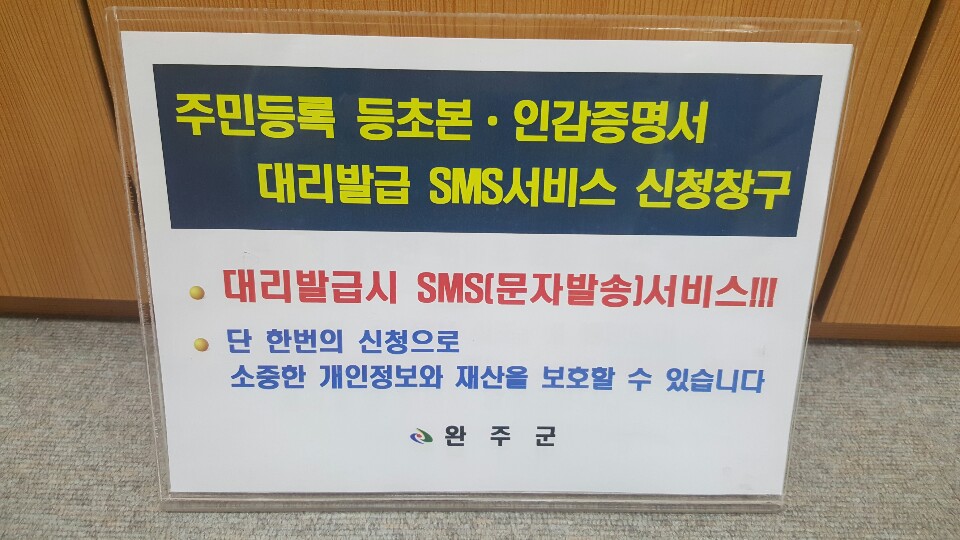 주민등록 등초본·인감증명서
대리발급 SMS서비스 신청창구
대리발급시 SMS(문자발송)서비스!!!
단 한번의 신청으로
소중한 개인정보와 재산을 보호할 수 있습니다
완 주 군